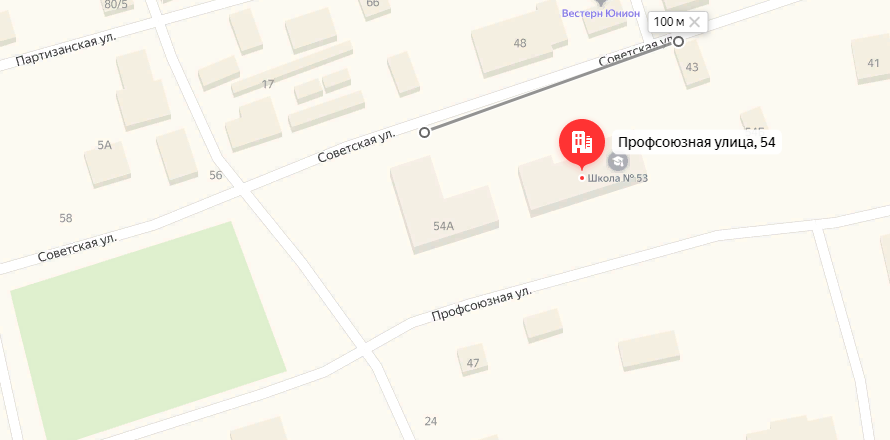 80/5
66
Вестерн Юнион
100 м
Партизанская ул.
48
Советская ул.
43
41
17
5А
Советская ул.
Профсоюзная улица, 54
Школа № 53
56
58
54А
Советская ул.
Профсоюзная ул.
47
24